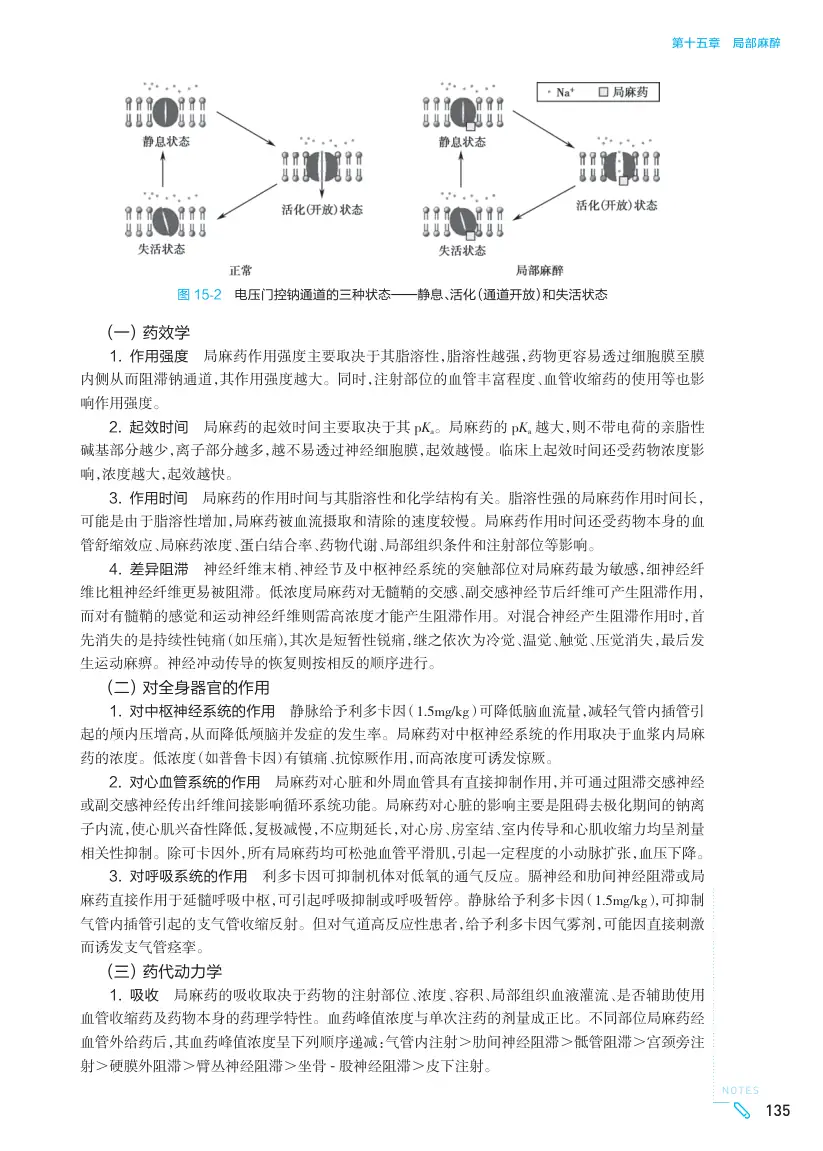 第十五章 局部麻醉
Na⁺ 局麻药
静息状态 静息状态
活化(开放)状态 活化(开放)状态
失活状态 失活状态
正常 局部麻醉
图 15-2 电压门控钠通道的三种状态——静息、活化(通道开放)和失活状态
(一)药效学
1. 作用强度 局麻药作用强度主要取决于其脂溶性,脂溶性越强,药物更容易透过细胞膜至膜
内侧从而阻滞钠通道,其作用强度越大。同时,注射部位的血管丰富程度、血管收缩药的使用等也影
响作用强度。
2. 起效时间 局麻药的起效时间主要取决于其 pKₐ。局麻药的 pKₐ 越大,则不带电荷的亲脂性
碱基部分越少,离子部分越多,越不易透过神经细胞膜,起效越慢。临床上起效时间还受药物浓度影
响,浓度越大,起效越快。
3. 作用时间 局麻药的作用时间与其脂溶性和化学结构有关。脂溶性强的局麻药作用时间长,
可能是由于脂溶性增加,局麻药被血流摄取和清除的速度较慢。局麻药作用时间还受药物本身的血
管舒缩效应、局麻药浓度、蛋白结合率、药物代谢、局部组织条件和注射部位等影响。
4. 差异阻滞 神经纤维末梢、神经节及中枢神经系统的突触部位对局麻药最为敏感,细神经纤
维比粗神经纤维更易被阻滞。低浓度局麻药对无髓鞘的交感、副交感神经节后纤维可产生阻滞作用,
而对有髓鞘的感觉和运动神经纤维则需高浓度才能产生阻滞作用。对混合神经产生阻滞作用时,首
先消失的是持续性钝痛(如压痛),其次是短暂性锐痛,继之依次为冷觉、温觉、触觉、压觉消失,最后发
生运动麻痹。神经冲动传导的恢复则按相反的顺序进行。
(二)对全身器官的作用
1. 对中枢神经系统的作用 静脉给予利多卡因(1.5mg/kg)可降低脑血流量,减轻气管内插管引
起的颅内压增高,从而降低颅脑并发症的发生率。局麻药对中枢神经系统的作用取决于血浆内局麻
药的浓度。低浓度(如普鲁卡因)有镇痛、抗惊厥作用,而高浓度可诱发惊厥。
2. 对心血管系统的作用 局麻药对心脏和外周血管具有直接抑制作用,并可通过阻滞交感神经
或副交感神经传出纤维间接影响循环系统功能。局麻药对心脏的影响主要是阻碍去极化期间的钠离
子内流,使心肌兴奋性降低,复极减慢,不应期延长,对心房、房室结、室内传导和心肌收缩力均呈剂量
相关性抑制。除可卡因外,所有局麻药均可松弛血管平滑肌,引起一定程度的小动脉扩张,血压下降。
3. 对呼吸系统的作用 利多卡因可抑制机体对低氧的通气反应。膈神经和肋间神经阻滞或局
麻药直接作用于延髓呼吸中枢,可引起呼吸抑制或呼吸暂停。静脉给予利多卡因(1.5mg/kg),可抑制
气管内插管引起的支气管收缩反射。但对气道高反应性患者,给予利多卡因气雾剂,可能因直接刺激
而诱发支气管痉挛。
(三)药代动力学
1. 吸收 局麻药的吸收取决于药物的注射部位、浓度、容积、局部组织血液灌流、是否辅助使用
血管收缩药及药物本身的药理学特性。血药峰值浓度与单次注药的剂量成正比。不同部位局麻药经
血管外给药后,其血药峰值浓度呈下列顺序递减:气管内注射>肋间神经阻滞>骶管阻滞>宫颈旁注
射>硬膜外阻滞>臂丛神经阻滞>坐骨 - 股神经阻滞>皮下注射。
NOTES
135